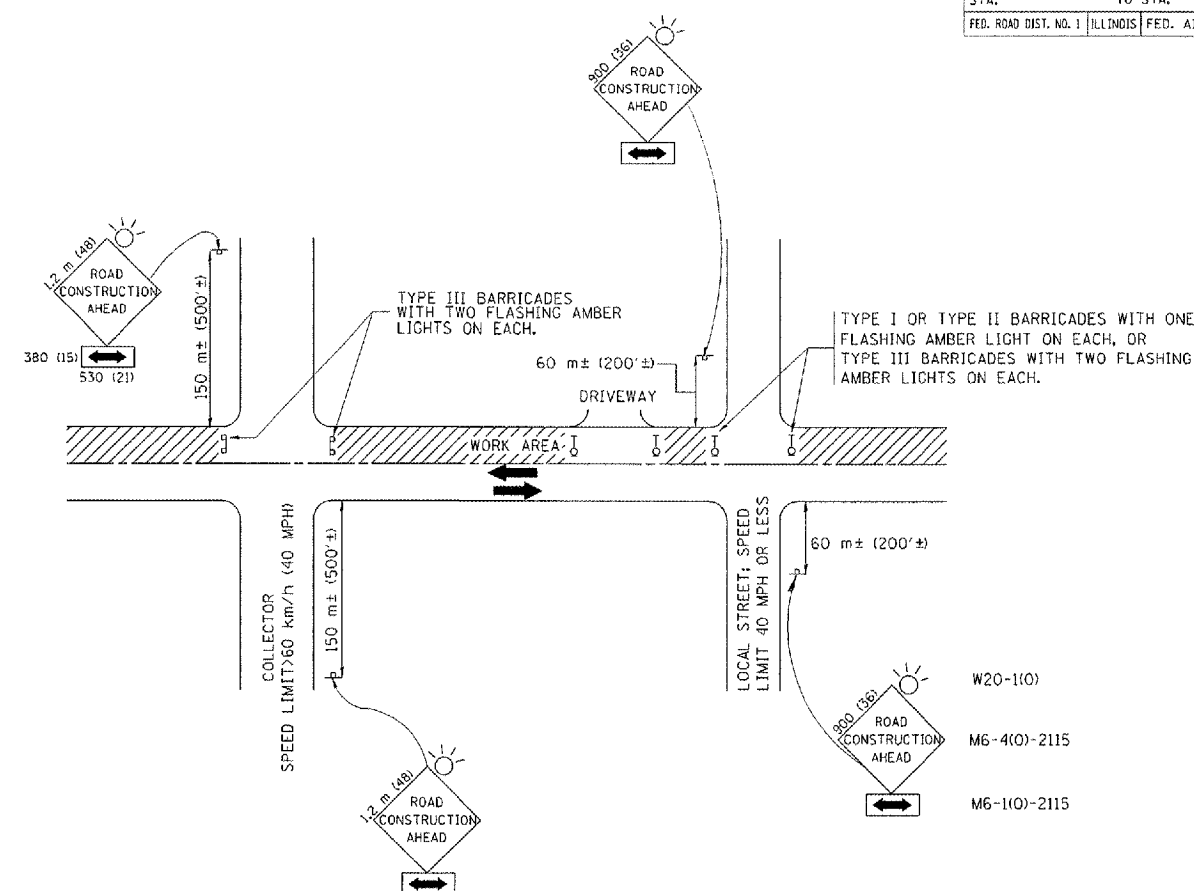 TO STA.
FED. ROAD DIST. NO. 1 ILLINOIS FED.
900 (36)
ROAD
CONSTRUCTION
AHEAD
1.2 m (48)
ROAD
CONSTRUCTION
AHEAD
380 (15)
530 (21)
150 m± (500'±)
TYPE III BARRICADES
WITH TWO FLASHING AMBER
LIGHTS ON EACH.
60 m± (200'±)
DRIVEWAY
TYPE I OR TYPE II BARRICADES WITH ONE
FLASHING AMBER LIGHT ON EACH, OR
TYPE III BARRICADES WITH TWO FLASHING
AMBER LIGHTS ON EACH.
WORK AREA
COLLECTOR
SPEED LIMIT>60 km/h (40 MPH)
150 m± (500'±)
LOCAL STREET; SPEED
LIMIT 40 MPH OR LESS
60 m± (200'±)
1.2 m (48)
ROAD
CONSTRUCTION
AHEAD
900 (36)
ROAD
CONSTRUCTION
AHEAD
W20-1(O)
M6-4(O)-2115
M6-1(O)-2115